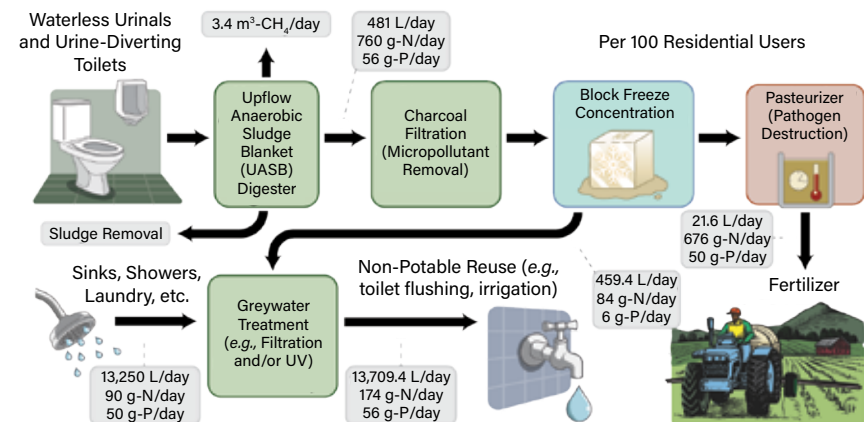 Waterless Urinals
and Urine-Diverting
Toilets
3.4 m³-CH₄/day
481 L/day
760 g-N/day
56 g-P/day
Per 100 Residential Users
Upflow
Anaerobic
Sludge
Blanket
(UASB)
Digester
Charcoal
Filtration
(Micropollutant
Removal)
Block Freeze
Concentration
Pasteurizer
(Pathogen
Destruction)
Sludge Removal
21.6 L/day
676 g-N/day
50 g-P/day
Sinks, Showers,
Laundry, etc.
Greywater
Treatment
(e.g., Filtration
and/or UV)
Non-Potable Reuse (e.g.,
toilet flushing, irrigation)
459.4 L/day
84 g-N/day
6 g-P/day
Fertilizer
13,250 L/day
90 g-N/day
50 g-P/day
13,709.4 L/day
174 g-N/day
56 g-P/day